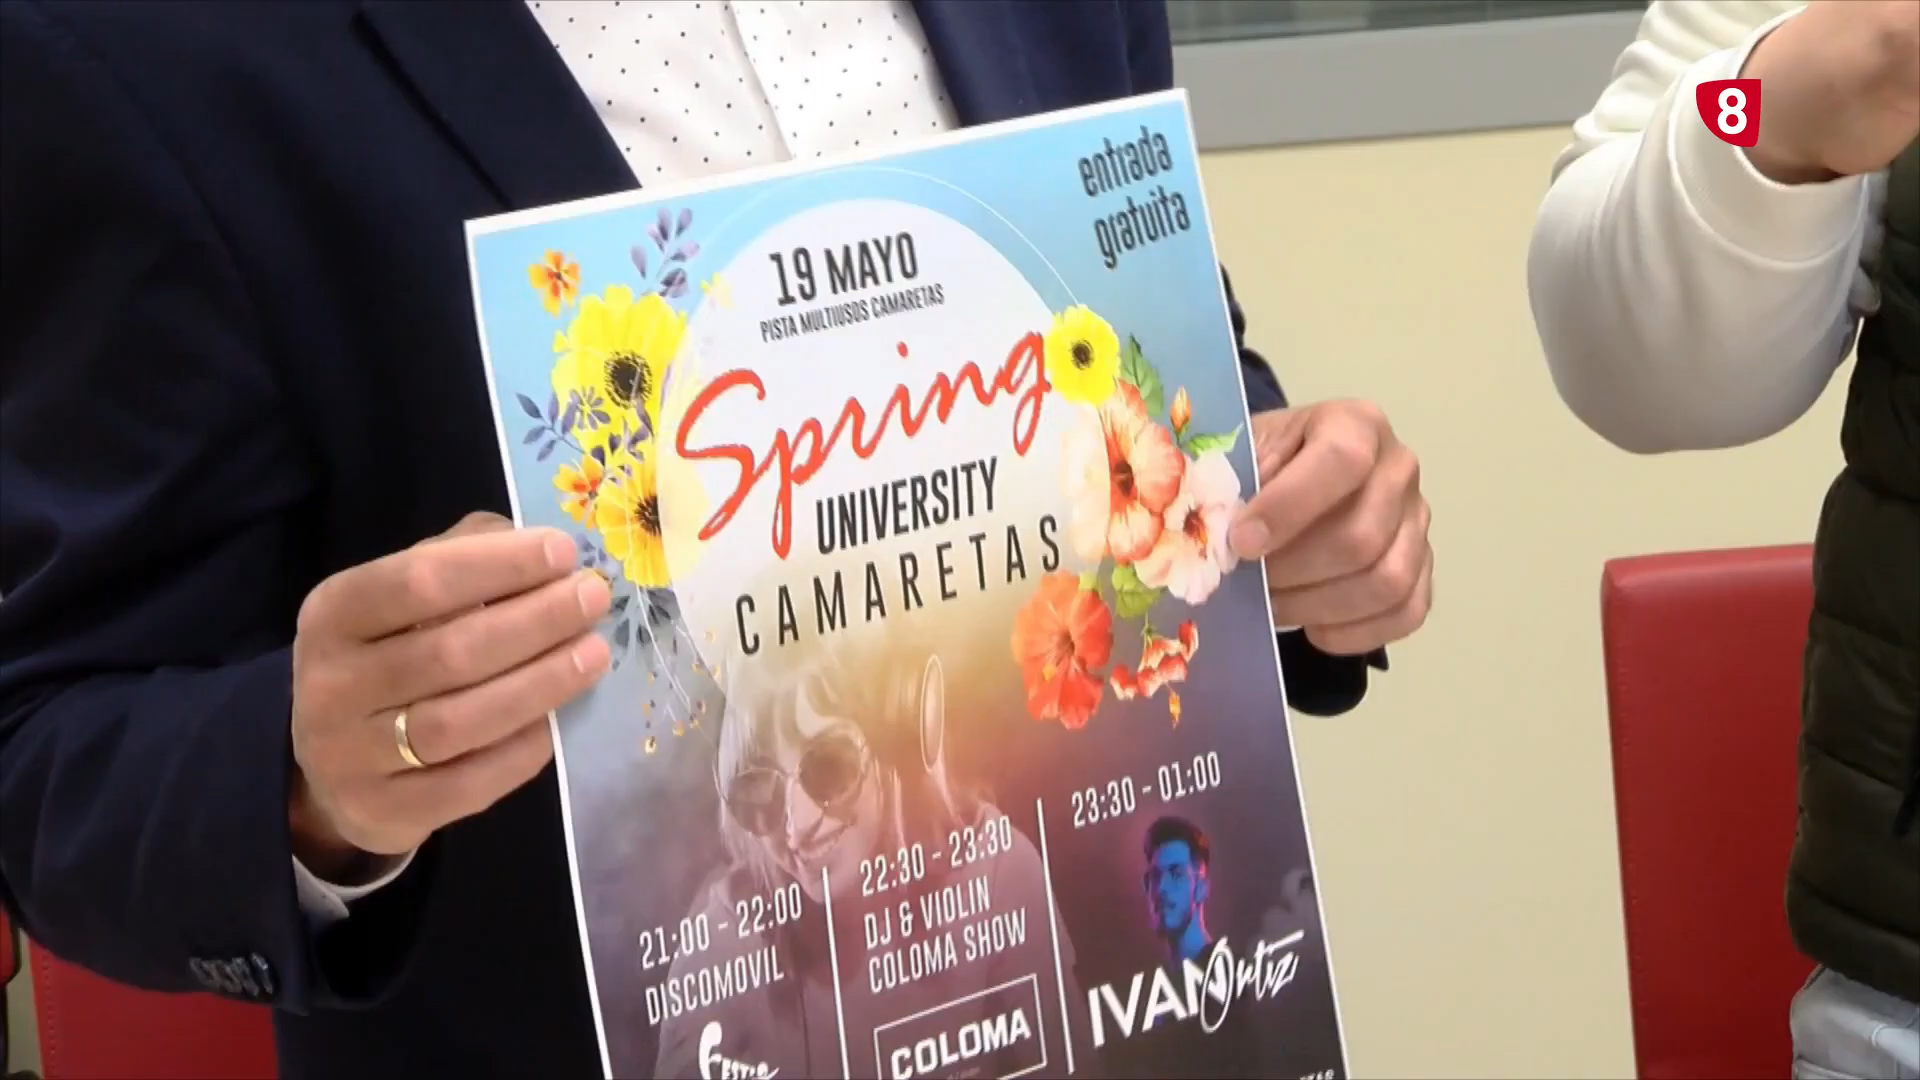 8
entrada
gratuita
19 MAYO
PISTA MULTIUSOS CAMARETAS
Spring
UNIVERSITY
CAMARETAS
21:00 - 22:00
DISCOMOVIL
22:30 - 23:30
DJ & VIOLIN
COLOMA SHOW
COLOMA
23:30 - 01:00
IVAN Ortiz